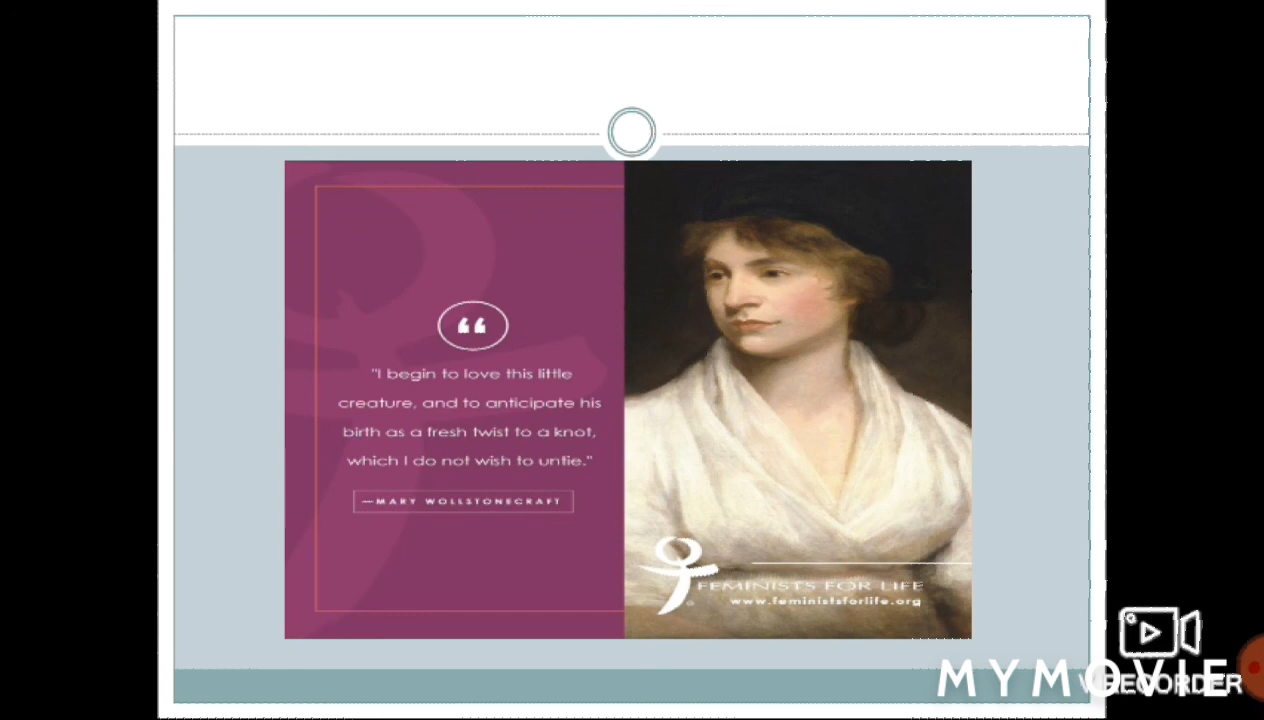 "I begin to love this little
creature, and to anticipate his
birth as a fresh twist to a knot,
which I do not wish to untie."
—MARY WOLLSTONECRAFT
FEMINISTS FOR LIFE
www.feministsforlife.org
MYMOVIE
RECORDER